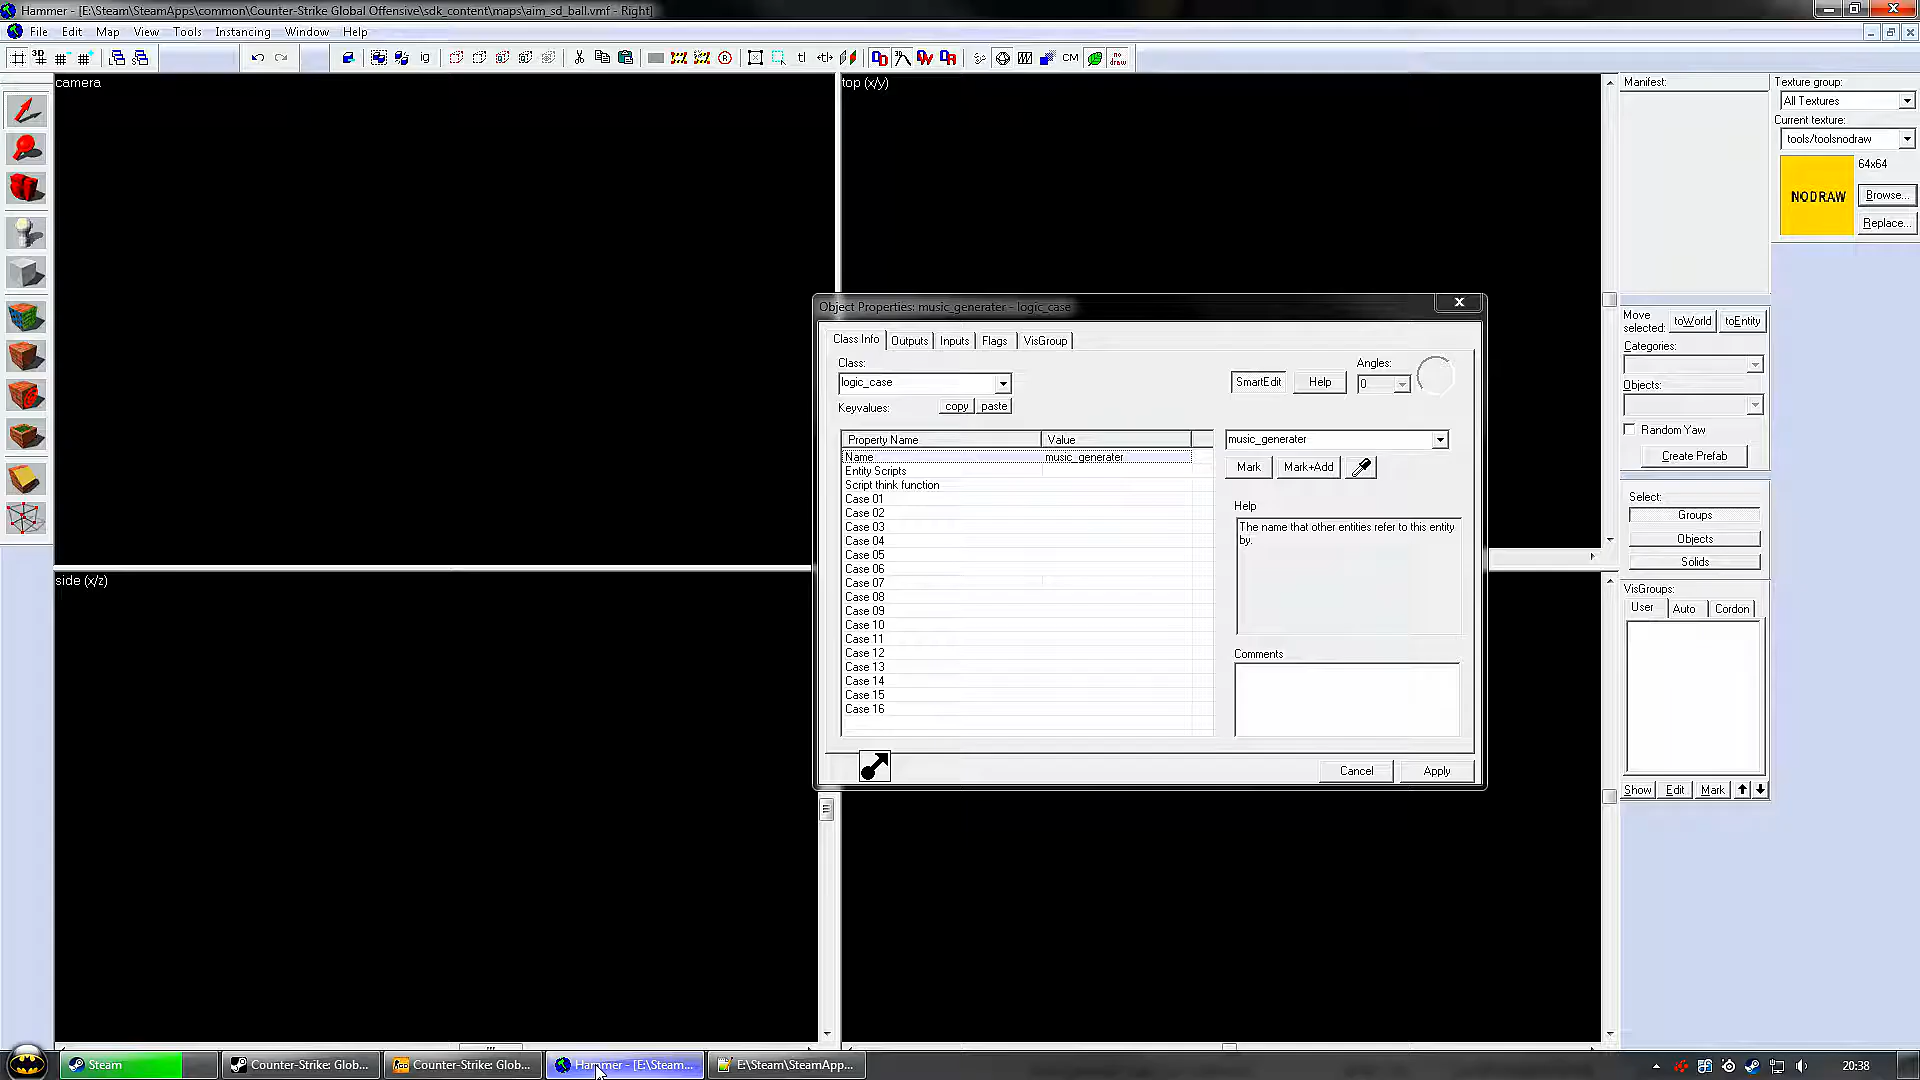 Hammer - [E:\Steam\SteamApps\common\Counter-Strike Global Offensive\sdk_content\maps\aim_sd_ball.vmf - Right]
File Edit Map View Tools Instancing Window Help
3D ig tl CM no draw
camera
top (x/y)
side (x/z)
Manifest:
Texture group:
All Textures
Current texture:
tools/toolsnodraw
64x64
NODRAW
Browse...
Replace...
Move selected:
toWorld toEntity
Categories:
Objects:
Random Yaw
Create Prefab
Select:
Groups
Objects
Solids
VisGroups:
User Auto Cordon
Show Edit Mark
Object Properties: music_generater - logic_case
Class Info Outputs Inputs Flags VisGroup
Class:
logic_case
Keyvalues: copy paste
SmartEdit Help
Angles:
0
Property Name Value
Name music_generater
Entity Scripts
Script think function
Case 01
Case 02
Case 03
Case 04
Case 05
Case 06
Case 07
Case 08
Case 09
Case 10
Case 11
Case 12
Case 13
Case 14
Case 15
Case 16
music_generater
Mark Mark+Add
Help
The name that other entities refer to this entity
by.
Comments
Cancel Apply
Steam Counter-Strike: Glob... Counter-Strike: Glob... Hammer - [E:\Steam... E:\Steam\SteamApp... 20:38